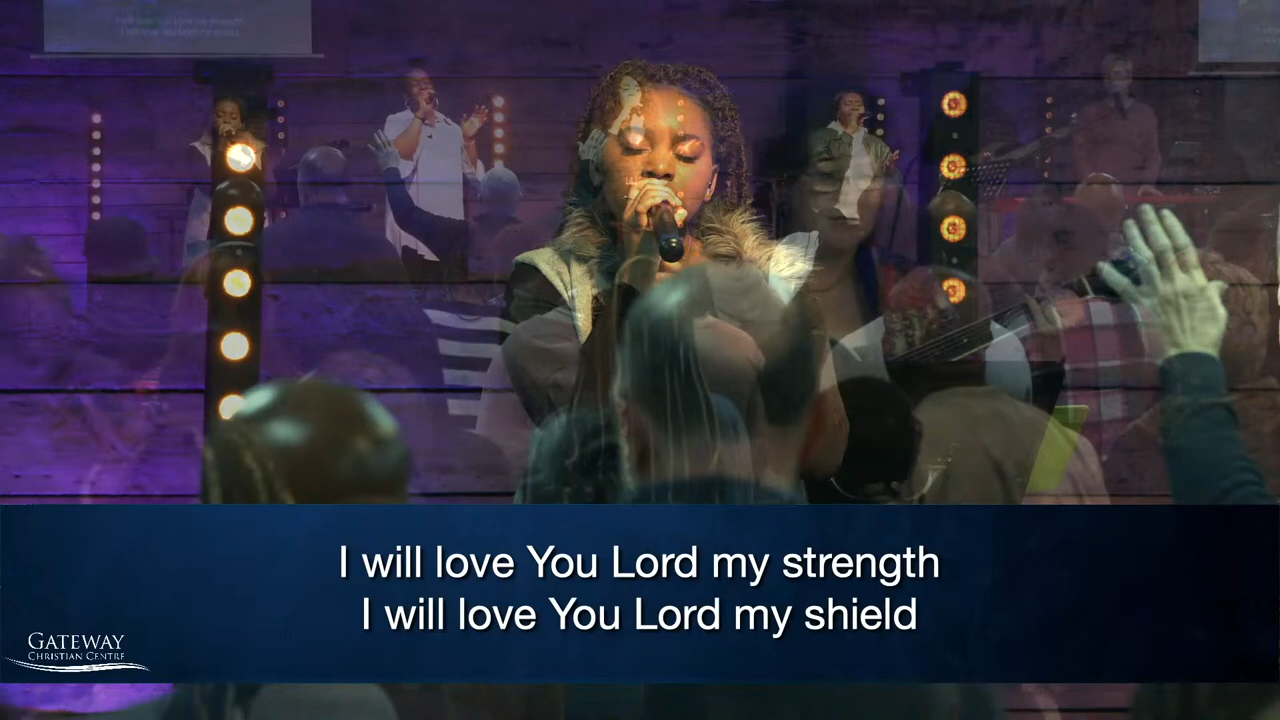 I will love You Lord my strength
I will love You Lord my shield
GATEWAY
CHRISTIAN CENTRE